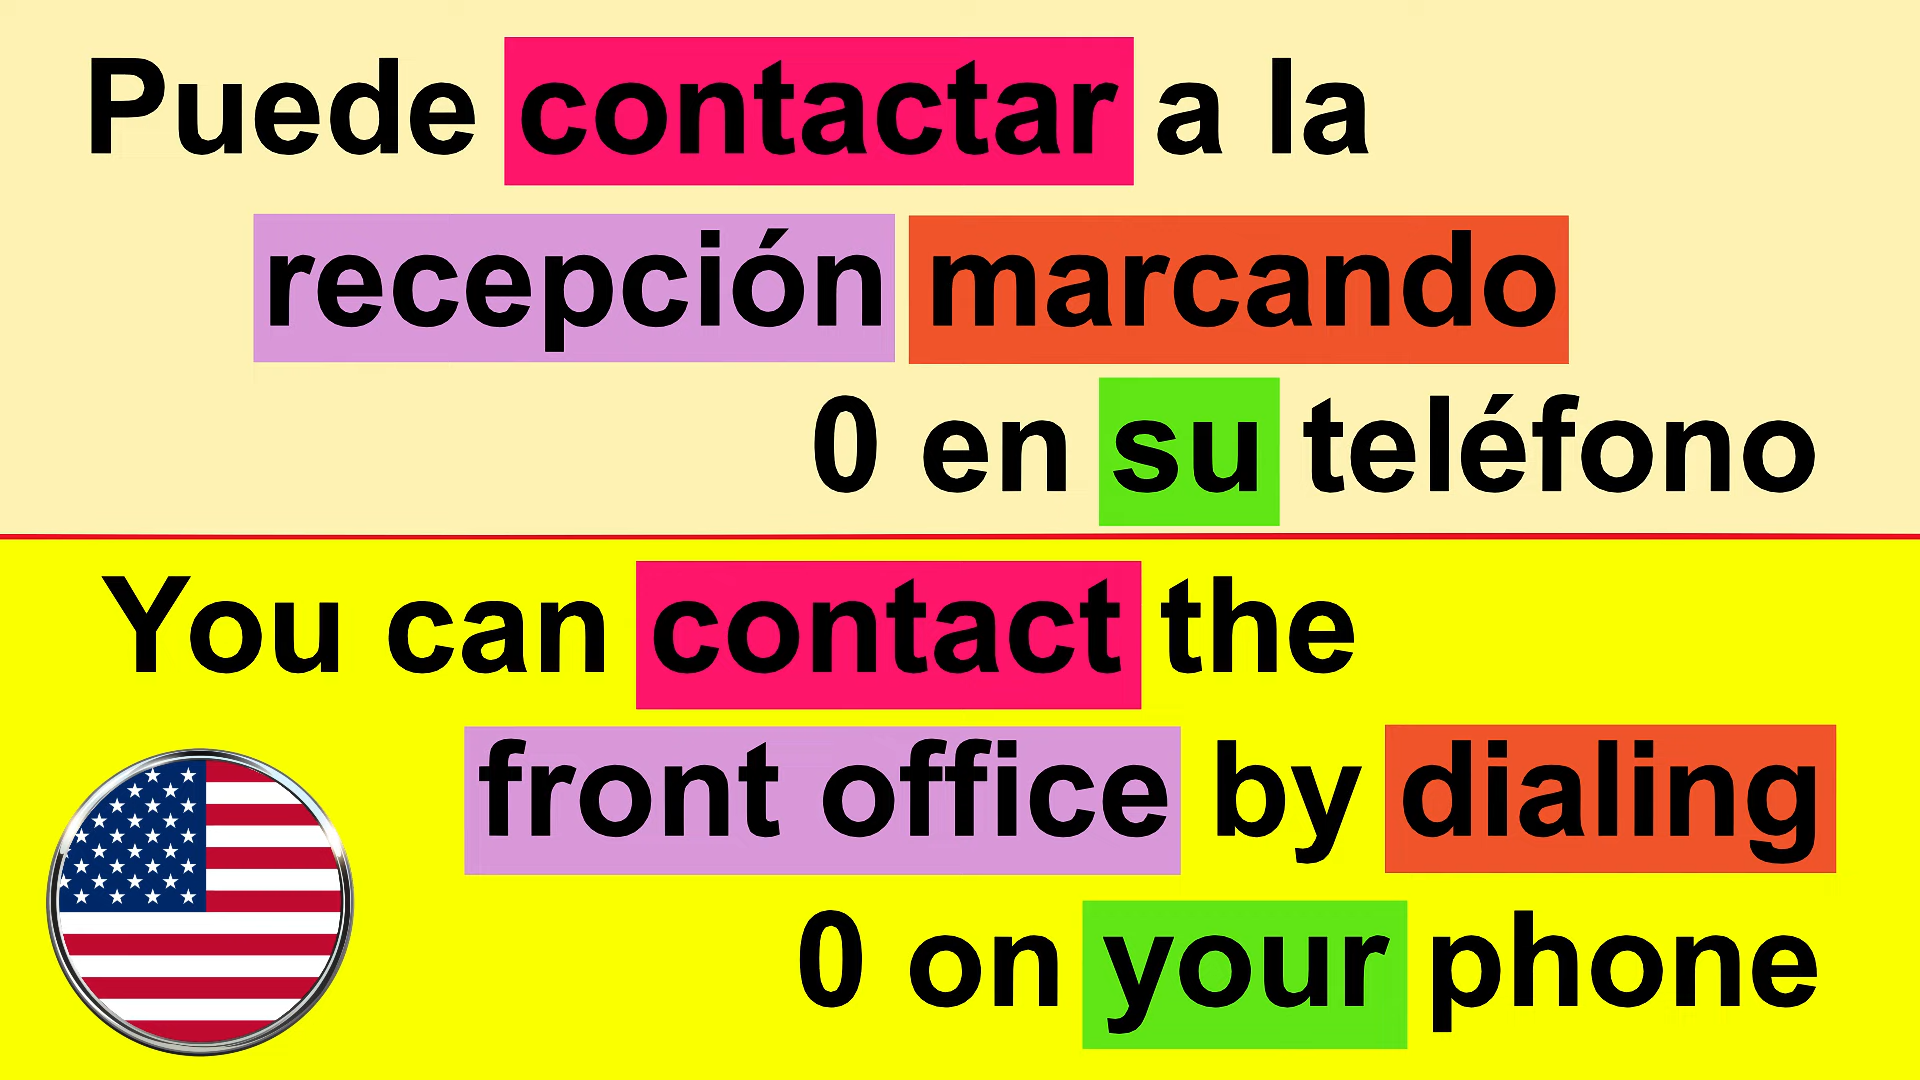 Puede contactar a la
recepción marcando
0 en su teléfono
You can contact the
front office by dialing
0 on your phone